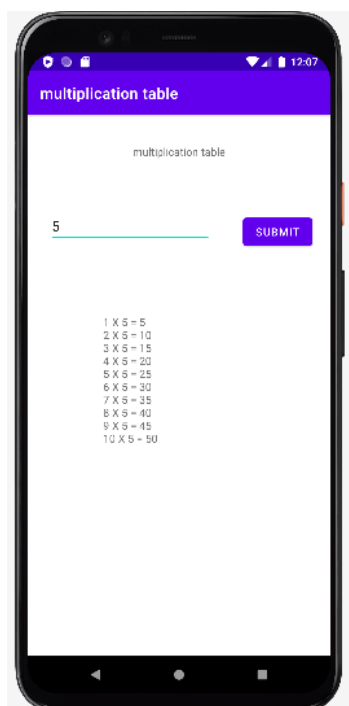 12:07
multiplication table
multiplication table
5
SUBMIT
1 X 5 = 5
2 X 5 = 10
3 X 5 = 15
4 X 5 = 20
5 X 5 = 25
6 X 5 = 30
7 X 5 = 35
8 X 5 = 40
9 X 5 = 45
10 X 5 = 50